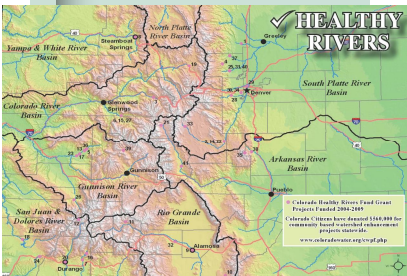 HEALTHY
RIVERS
North Platte
River Basin
Steamboat
Springs
Yampa & White River
Basin
Greeley
40
South Platte River
Basin
Denver
Colorado River
Basin
Glenwood
Springs
Arkansas River
Basin
Gunnison
Gunnison River
Basin
Pueblo
San Juan &
Dolores River
Basin
Rio Grande
Basin
Alamosa
Durango
Colorado Healthy Rivers Fund Grant
Projects Funded 2004-2009
Colorado Citizens have donated $560,000 for
community based watershed enhancement
projects statewide
www.coloradowater.org/cwpf.php